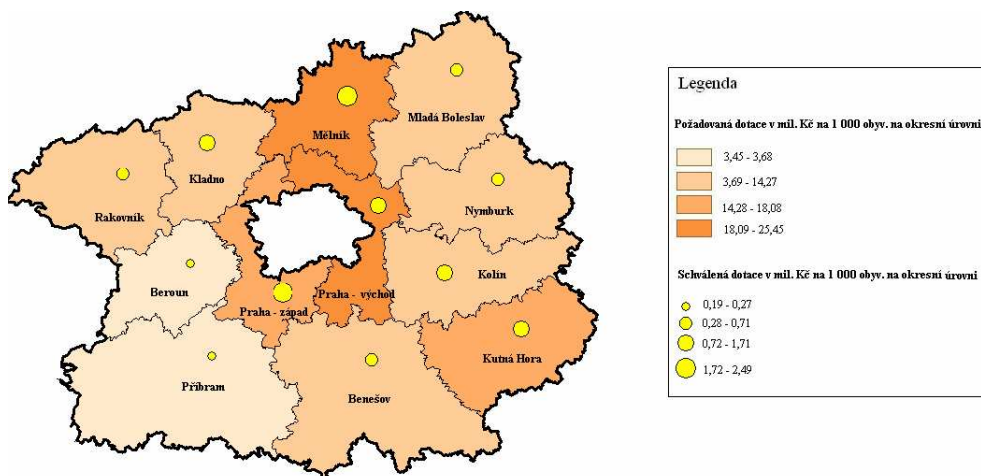 Mělník
Mladá Boleslav
Kladno
Rakovník
Nymburk
Kolín
Beroun
Praha - západ
Praha - východ
Kutná Hora
Příbram
Benešov
Legenda
Požadovaná dotace v mil. Kč na 1 000 obyv. na okresní úrovni
3,45 - 3,68
3,69 - 14,27
14,28 - 18,08
18,09 - 25,45
Schválená dotace v mil. Kč na 1 000 obyv. na okresní úrovni
0,19 - 0,27
0,28 - 0,71
0,72 - 1,71
1,72 - 2,49